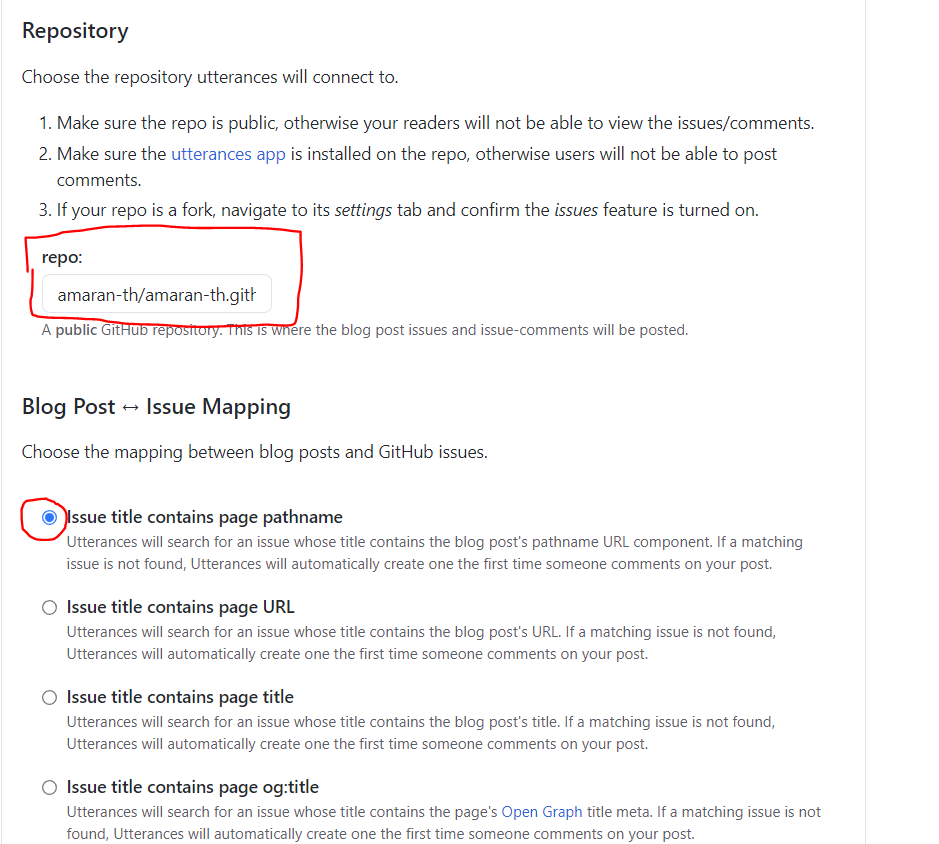 Repository
Choose the repository utterances will connect to.
1. Make sure the repo is public, otherwise your readers will not be able to view the issues/comments.
2. Make sure the utterances app is installed on the repo, otherwise users will not be able to post
comments.
3. If your repo is a fork, navigate to its settings tab and confirm the issues feature is turned on.
repo:
amaran-th/amaran-th.gith
A public GitHub repository. This is where the blog post issues and issue-comments will be posted.
Blog Post ↔ Issue Mapping
Choose the mapping between blog posts and GitHub issues.
Issue title contains page pathname
Utterances will search for an issue whose title contains the blog post's pathname URL component. If a matching
issue is not found, Utterances will automatically create one the first time someone comments on your post.
Issue title contains page URL
Utterances will search for an issue whose title contains the blog post's URL. If a matching issue is not found,
Utterances will automatically create one the first time someone comments on your post.
Issue title contains page title
Utterances will search for an issue whose title contains the blog post's title. If a matching issue is not found,
Utterances will automatically create one the first time someone comments on your post.
Issue title contains page og:title
Utterances will search for an issue whose title contains the page's Open Graph title meta. If a matching issue is not
found, Utterances will automatically create one the first time someone comments on your post.